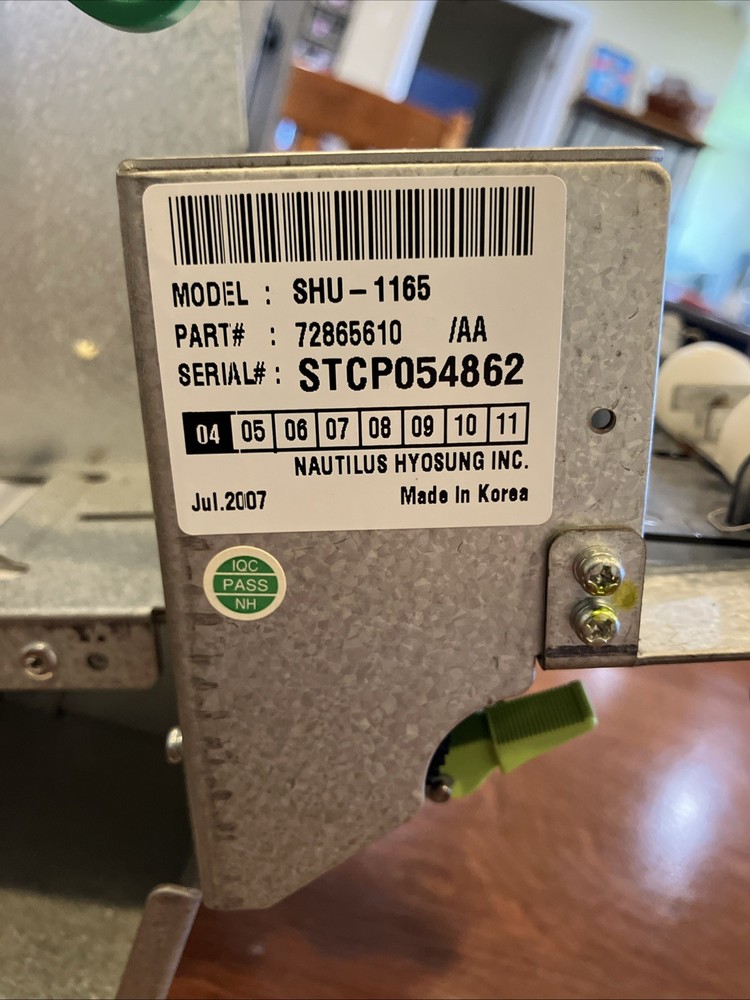 MODEL : SHU-1165
PART# : 72865610 /AA
SERIAL# : STCP054862
04 05 06 07 08 09 10 11
NAUTILUS HYOSUNG INC.
Jul.2007 Made In Korea
IQC
PASS
NH